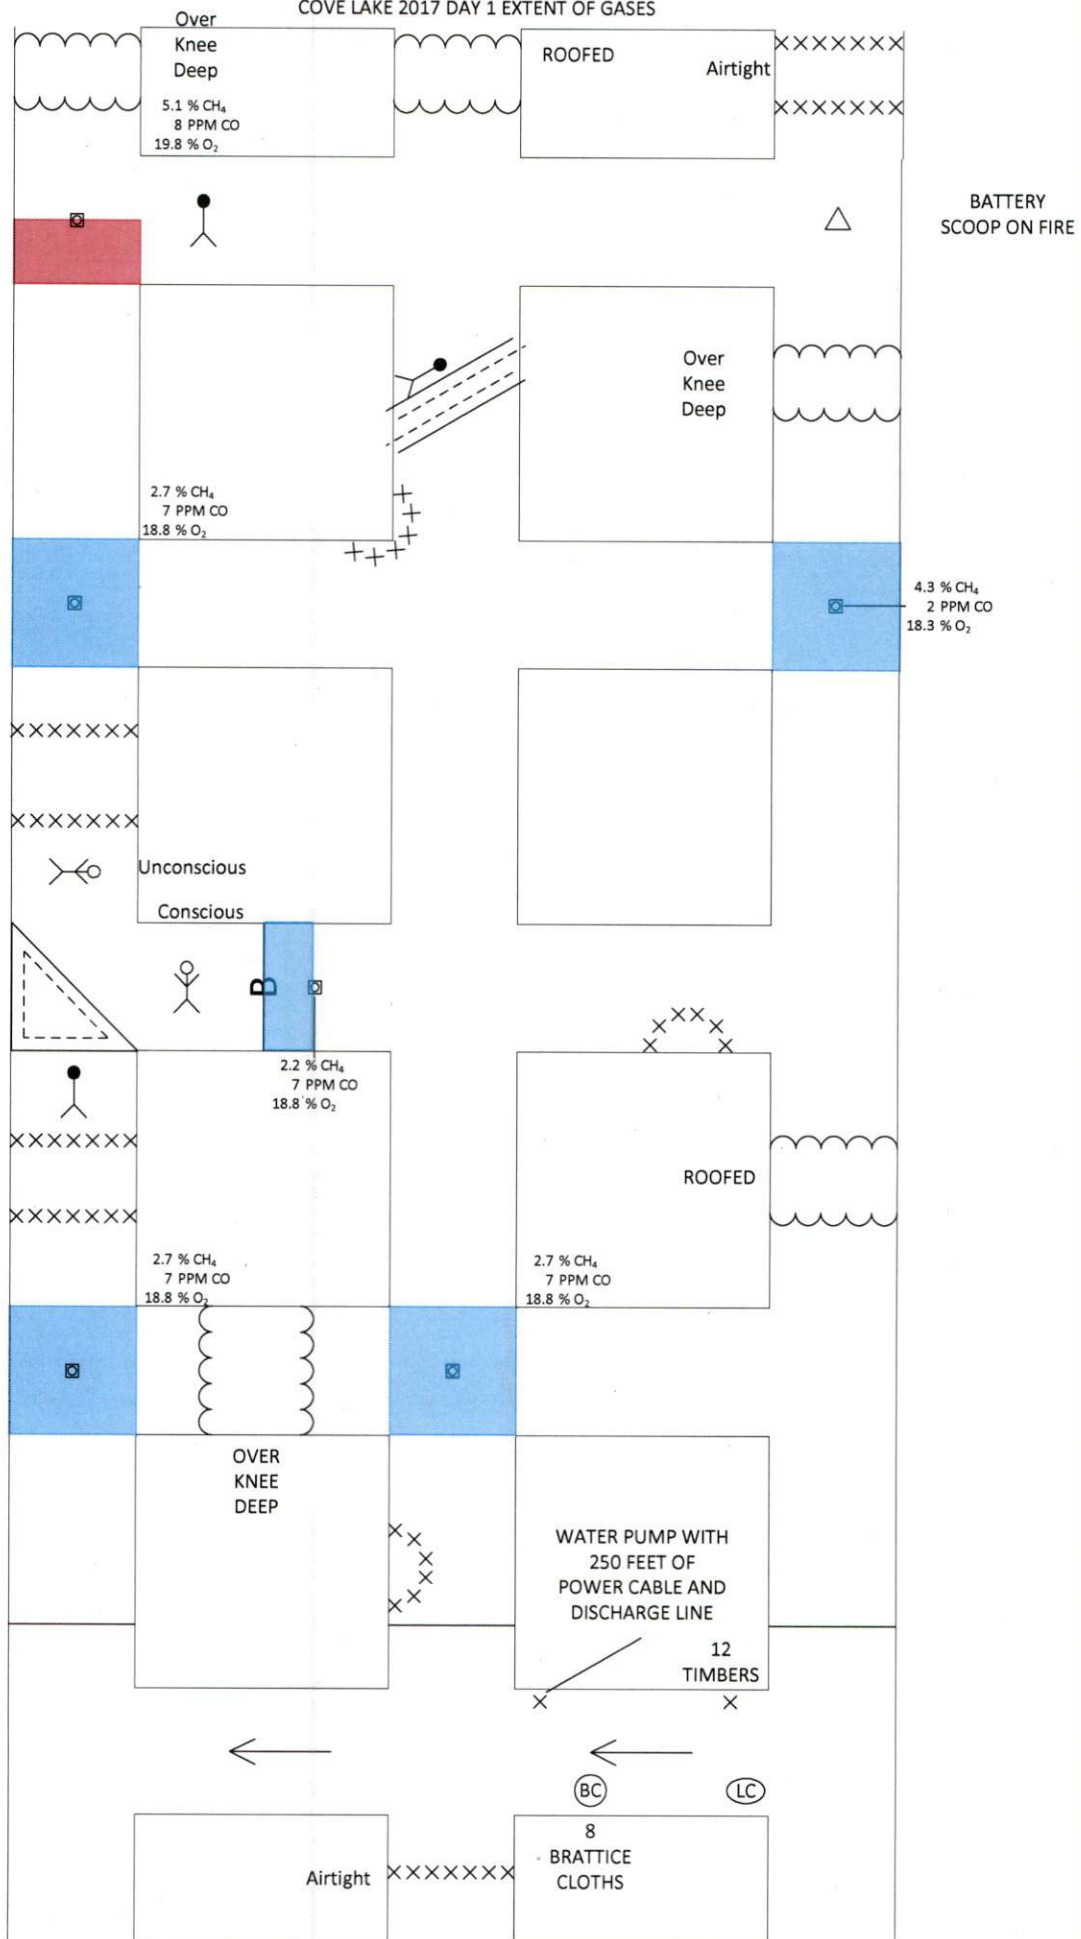 COVE LAKE 2017 DAY 1 EXTENT OF GASES
Over
Knee
Deep
5.1 % CH₄
8 PPM CO
19.8 % O₂
ROOFED
Airtight
BATTERY
SCOOP ON FIRE
Over
Knee
Deep
2.7 % CH₄
7 PPM CO
18.8 % O₂
4.3 % CH₄
2 PPM CO
18.3 % O₂
Unconscious
Conscious
B
2.2 % CH₄
7 PPM CO
18.8 % O₂
ROOFED
2.7 % CH₄
7 PPM CO
18.8 % O₂
2.7 % CH₄
7 PPM CO
18.8 % O₂
OVER
KNEE
DEEP
WATER PUMP WITH
250 FEET OF
POWER CABLE AND
DISCHARGE LINE
12
TIMBERS
BC
LC
8
BRATTICE
CLOTHS
Airtight